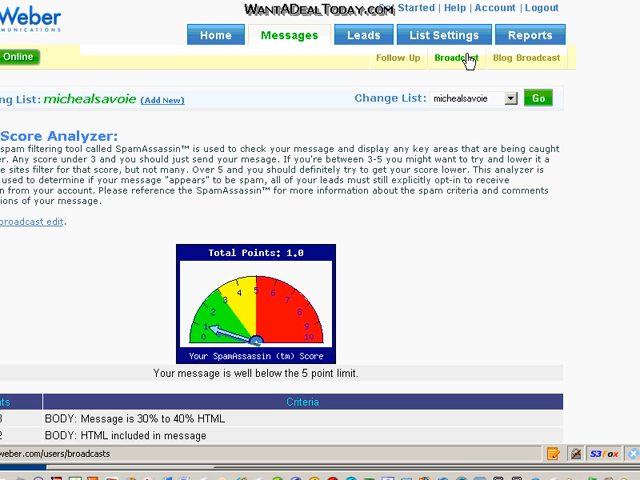 WANTADEALTODAY.COM
Started | Help | Account | Logout
Weber
Home Messages Leads List Settings Reports
Online
Follow Up Broadcast Blog Broadcast
ng List: michealsavoie (Add New) Change List: michealsavoie Go
Score Analyzer:
spam filtering tool called SpamAssassin™ is used to check your message and display any key areas that are being caught
er. Any score under 3 and you should just send your mesage. If you're between 3-5 you might want to try and lower it a
e sites filter for that score, but not many. Over 5 and you should definitely try to get your score lower. This analyzer is
used to determine if your message "appears" to be spam, all of your leads must still explicitly opt-in to receive
n from your account. Please reference the SpamAssassin™ for more information about the spam criteria and comments
ions of your message.
broadcast edit.
Total Points: 1.0
0 1 2 3 4 5 6 7 8 9 10
Your SpamAssassin (tm) Score
Your message is well below the 5 point limit.
nts Criteria
3 BODY: Message is 30% to 40% HTML
2 BODY: HTML included in message
weber.com/users/broadcasts
S3Fox